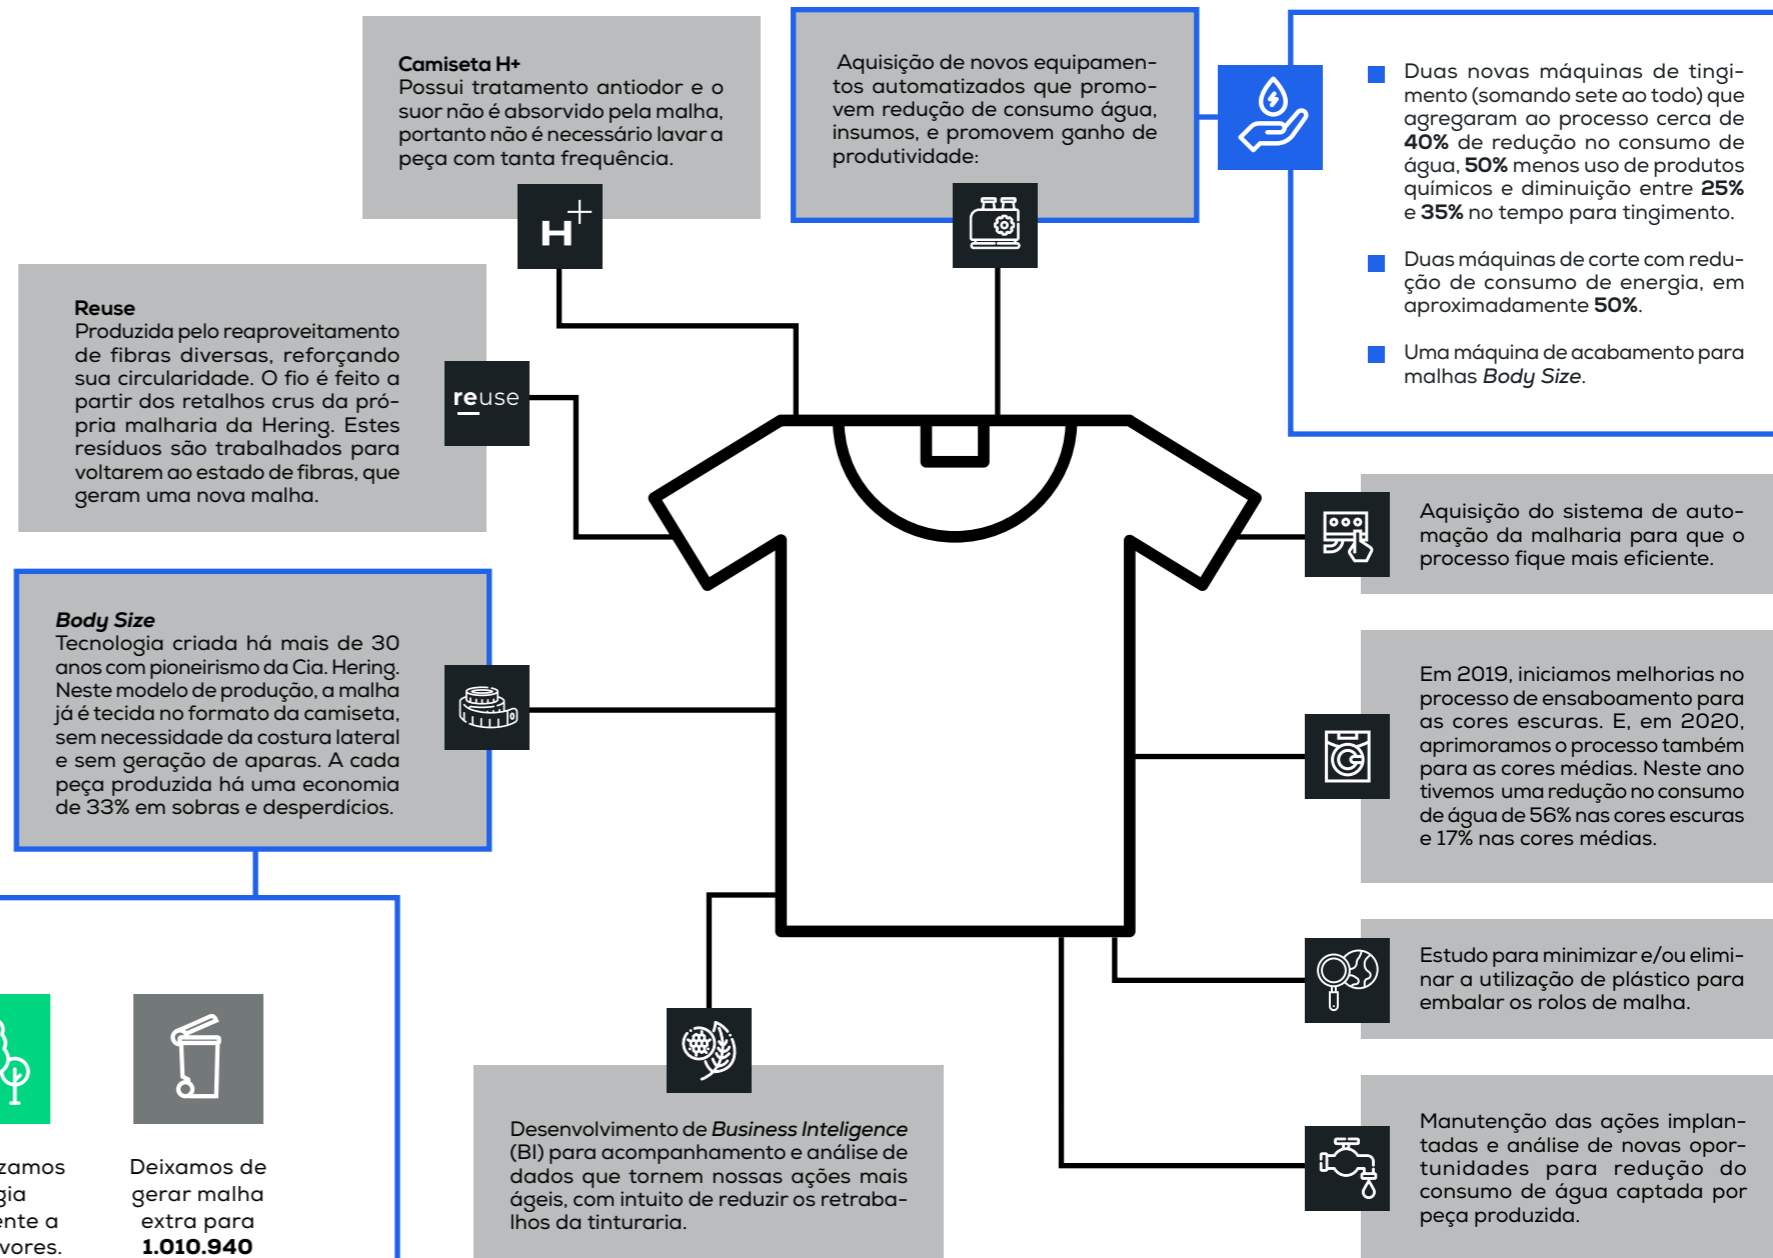 Camiseta H+
Possui tratamento antiodor e o
suor não é absorvido pela malha,
portanto não é necessário lavar a
peça com tanta frequência.
H+
Aquisição de novos equipamen-
tos automatizados que promo-
vem redução de consumo água,
insumos, e promovem ganho de
produtividade:
Duas novas máquinas de tingi-
mento (somando sete ao todo) que
agregaram ao processo cerca de
40% de redução no consumo de
água, 50% menos uso de produtos
químicos e diminuição entre 25%
e 35% no tempo para tingimento.
Duas máquinas de corte com redu-
ção de consumo de energia, em
aproximadamente 50%.
Uma máquina de acabamento para
malhas Body Size.
Reuse
Produzida pelo reaproveitamento
de fibras diversas, reforçando
sua circularidade. O fio é feito a
partir dos retalhos crus da pró-
pria malharia da Hering. Estes
resíduos são trabalhados para
voltarem ao estado de fibras, que
geram uma nova malha.
reuse
Aquisição do sistema de auto-
mação da malharia para que o
processo fique mais eficiente.
Body Size
Tecnologia criada há mais de 30
anos com pioneirismo da Cia. Hering.
Neste modelo de produção, a malha
já é tecida no formato da camiseta,
sem necessidade da costura lateral
e sem geração de aparas. A cada
peça produzida há uma economia
de 33% em sobras e desperdícios.
Em 2019, iniciamos melhorias no
processo de ensaboamento para
as cores escuras. E, em 2020,
aprimoramos o processo também
para as cores médias. Neste ano
tivemos uma redução no consumo
de água de 56% nas cores escuras
e 17% nas cores médias.
Estudo para minimizar e/ou elimi-
nar a utilização de plástico para
embalar os rolos de malha.
Desenvolvimento de Business Inteligence
(BI) para acompanhamento e análise de
dados que tornem nossas ações mais
ágeis, com intuito de reduzir os retraba-
lhos da tinturaria.
Manutenção das ações implan-
tadas e análise de novas opor-
tunidades para redução do
consumo de água captada por
peça produzida.
zamos
gia
ente a
vores.
Deixamos de
gerar malha
extra para
1.010.940